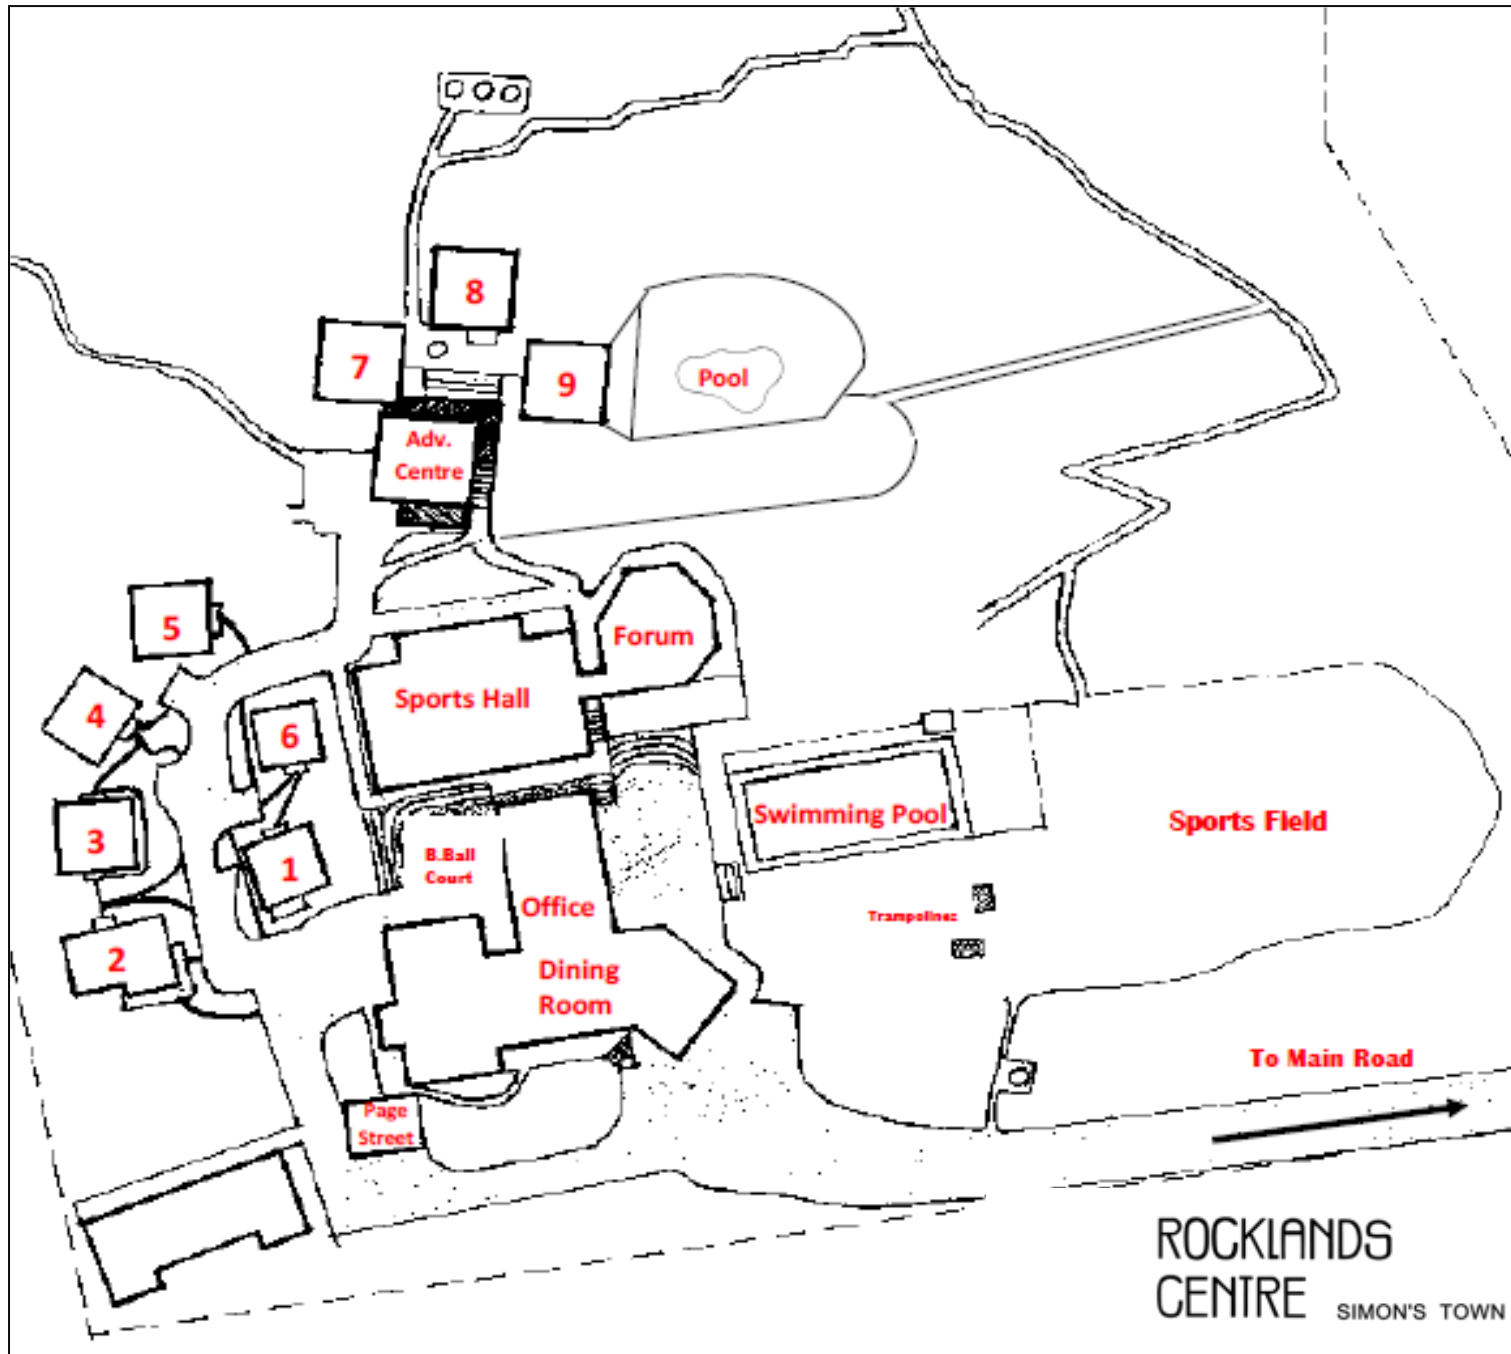 8
7
9
Pool
Adv.
Centre
5
Forum
4
Sports Hall
6
3
Swimming Pool
Sports Field
1
B.Ball
Court
Office
Trampolines
2
Dining
Room
To Main Road
Page
Street
ROCKLANDS
CENTRE SIMON'S TOWN